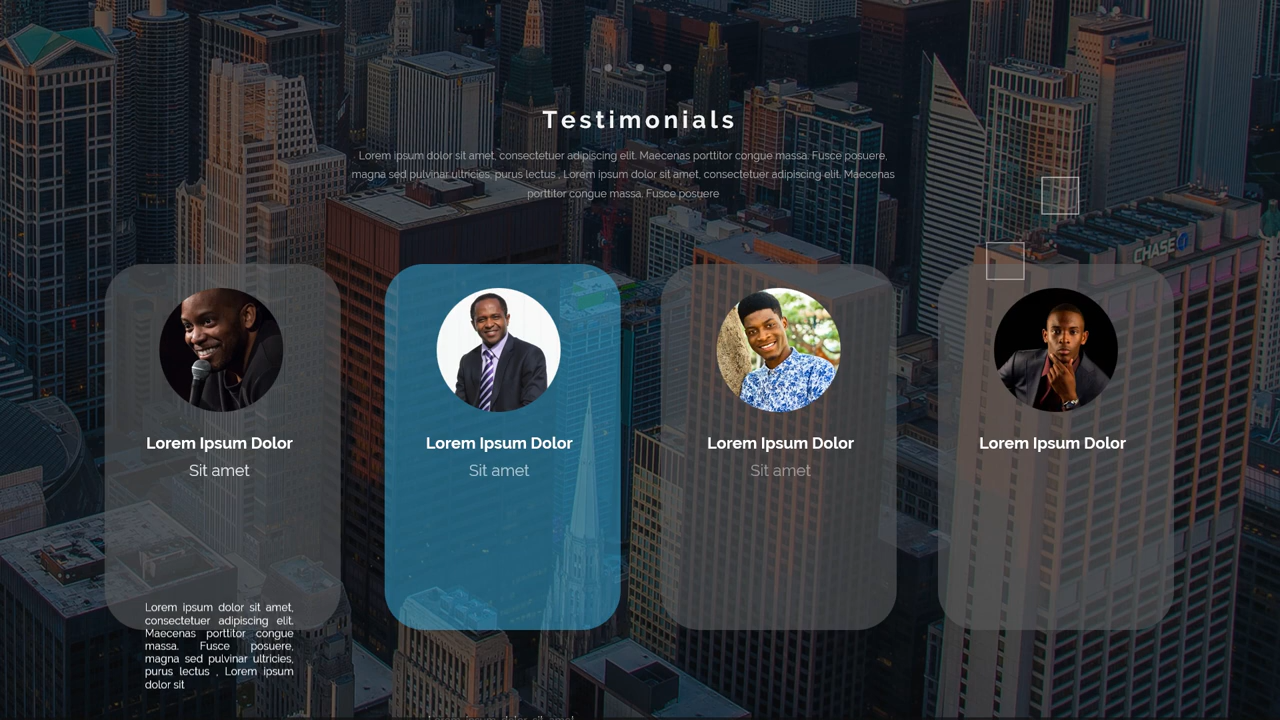 Testimonials
Lorem ipsum dolor sit amet, consectetuer adipiscing elit. Maecenas porttitor congue massa. Fusce posuere,
magna sed pulvinar ultricies, purus lectus , Lorem ipsum dolor sit amet, consectetuer adipiscing elit. Maecenas
porttitor congue massa. Fusce posuere
CHASE
Lorem Ipsum Dolor
Sit amet
Lorem ipsum dolor sit amet,
consectetuer adipiscing elit.
Maecenas porttitor congue
massa. Fusce posuere,
magna sed pulvinar ultricies,
purus lectus , Lorem ipsum
dolor sit
Lorem Ipsum Dolor
Sit amet
Lorem Ipsum Dolor
Sit amet
Lorem Ipsum Dolor